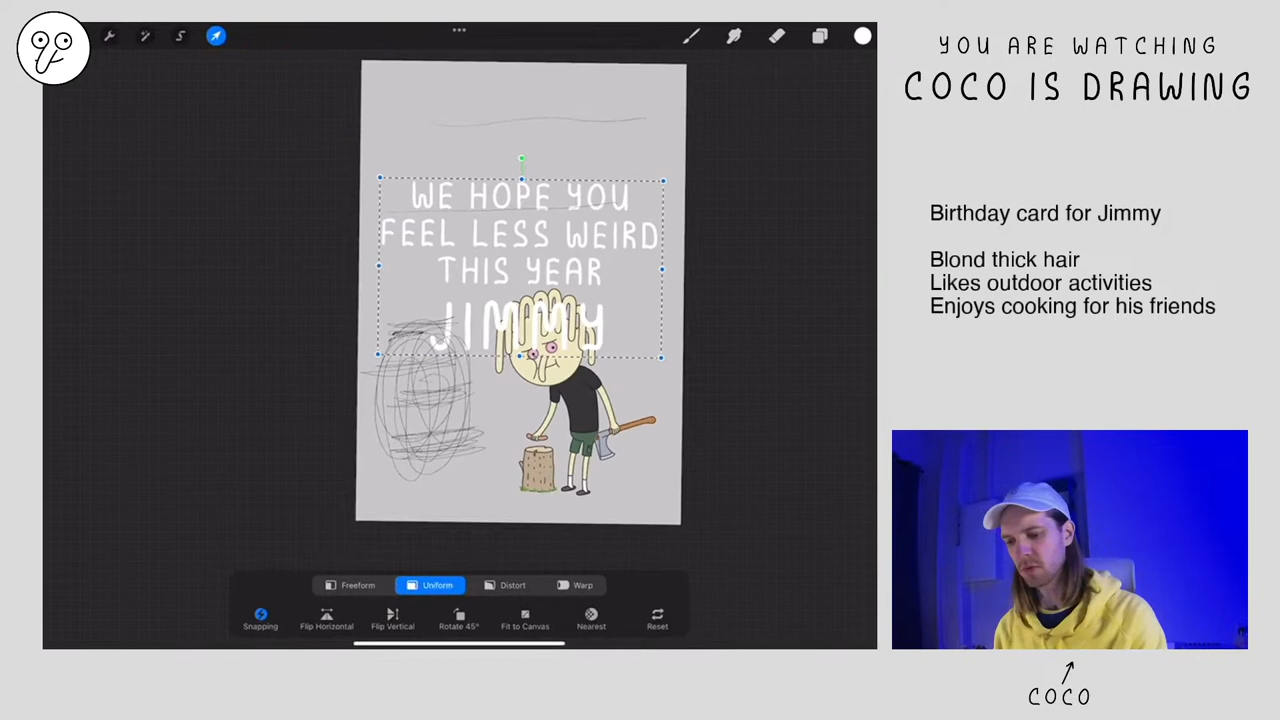 YOU ARE WATCHING
COCO IS DRAWING
WE HOPE YOU
FEEL LESS WEIRD
THIS YEAR
JIMMY
Birthday card for Jimmy
Blond thick hair
Likes outdoor activities
Enjoys cooking for his friends
Freeform
Uniform
Distort
Warp
Snapping
Flip Horizontal
Flip Vertical
Rotate 45°
Fit to Canvas
Nearest
Reset
COCO